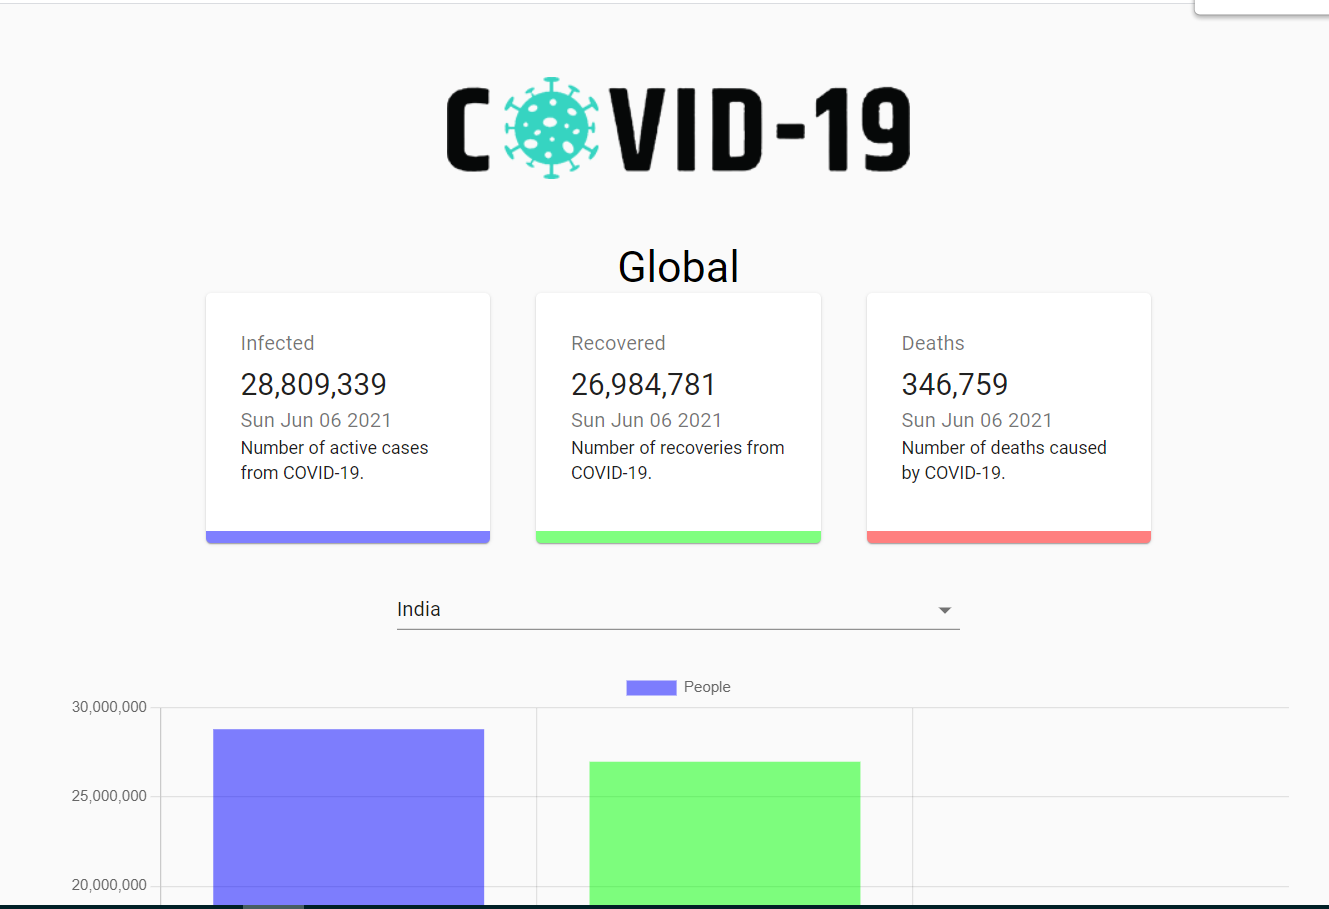 COVID-19
Global
Infected
28,809,339
Sun Jun 06 2021
Number of active cases
from COVID-19.
Recovered
26,984,781
Sun Jun 06 2021
Number of recoveries from
COVID-19.
Deaths
346,759
Sun Jun 06 2021
Number of deaths caused
by COVID-19.
India
People
30,000,000
25,000,000
20,000,000